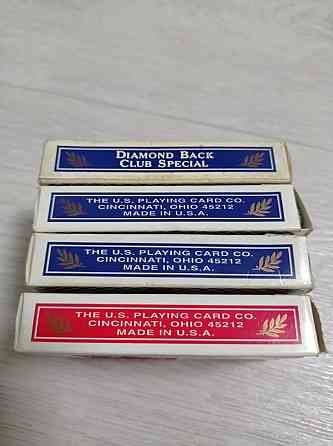 DIAMOND BACK
CLUB SPECIAL
THE U.S. PLAYING CARD CO.
CINCINNATI, OHIO 45212
MADE IN U.S.A.
THE U.S. PLAYING CARD CO.
CINCINNATI, OHIO 45212
MADE IN U.S.A.
THE U.S. PLAYING CARD CO.
CINCINNATI, OHIO 45212
MADE IN U.S.A.